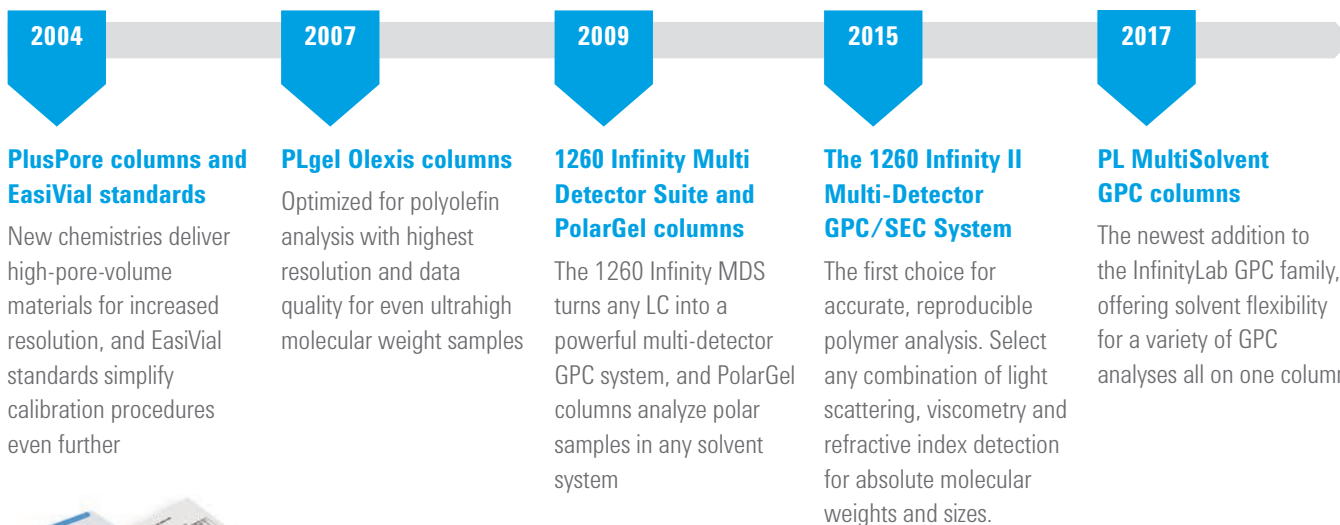 2004
PlusPore columns and
EasiVial standards
New chemistries deliver
high-pore-volume
materials for increased
resolution, and EasiVial
standards simplify
calibration procedures
even further
2007
PLgel Olexis columns
Optimized for polyolefin
analysis with highest
resolution and data
quality for even ultrahigh
molecular weight samples
2009
1260 Infinity Multi
Detector Suite and
PolarGel columns
The 1260 Infinity MDS
turns any LC into a
powerful multi-detector
GPC system, and PolarGel
columns analyze polar
samples in any solvent
system
2015
The 1260 Infinity II
Multi-Detector
GPC/SEC System
The first choice for
accurate, reproducible
polymer analysis. Select
any combination of light
scattering, viscometry and
refractive index detection
for absolute molecular
weights and sizes.
2017
PL MultiSolvent
GPC columns
The newest addition to
the InfinityLab GPC family,
offering solvent flexibility
for a variety of GPC
analyses all on one